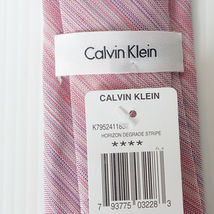 Calvin Klein
CALVIN KLEIN
HORIZON DEGRADE STRIPE
****
7 93775 03228 3